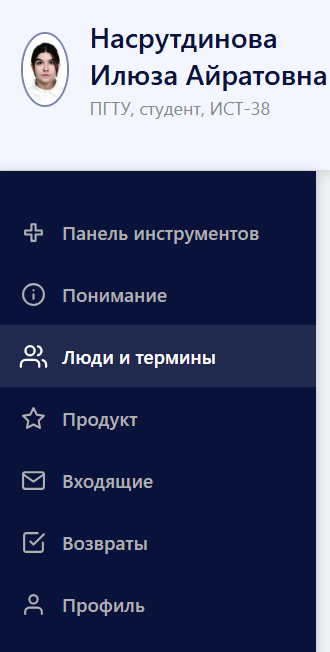 Насрутдинова
Илюза Айратовна
ПГТУ, студент, ИСТ-38
Панель инструментов
Понимание
Люди и термины
Продукт
Входящие
Возвраты
Профиль